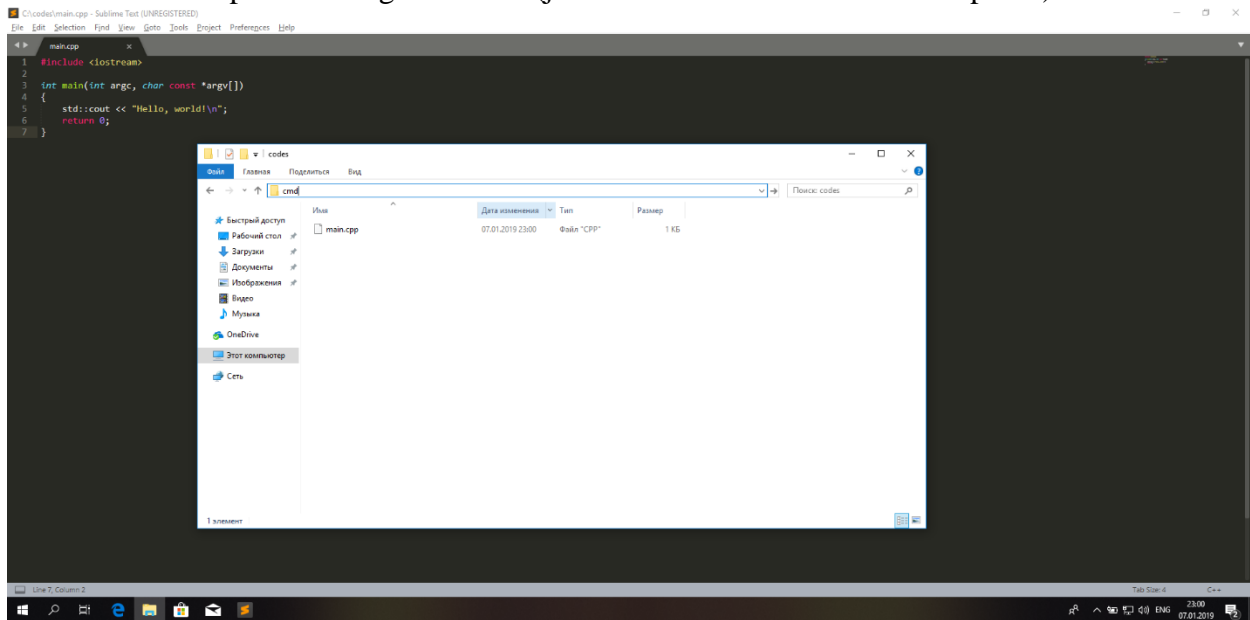 C:\codes\main.cpp - Sublime Text (UNREGISTERED)
File Edit Selection Find View Goto Tools Project Preferences Help
main.cpp ×
1 #include <iostream>
2
3 int main(int argc, char const *argv[])
4 {
5 std::cout << "Hello, world!\n";
6 return 0;
7 }
codes
Файл Главная Поделиться Вид
cmd Поиск: codes
Имя Дата изменения Тип Размер
main.cpp 07.01.2019 23:00 Файл "CPP" 1 КБ
Быстрый доступ
Рабочий стол
Загрузки
Документы
Изображения
Видео
Музыка
OneDrive
Этот компьютер
Сеть
1 элемент
Line 7, Column 2 Tab Size: 4 C++
ENG 23:00
07.01.2019